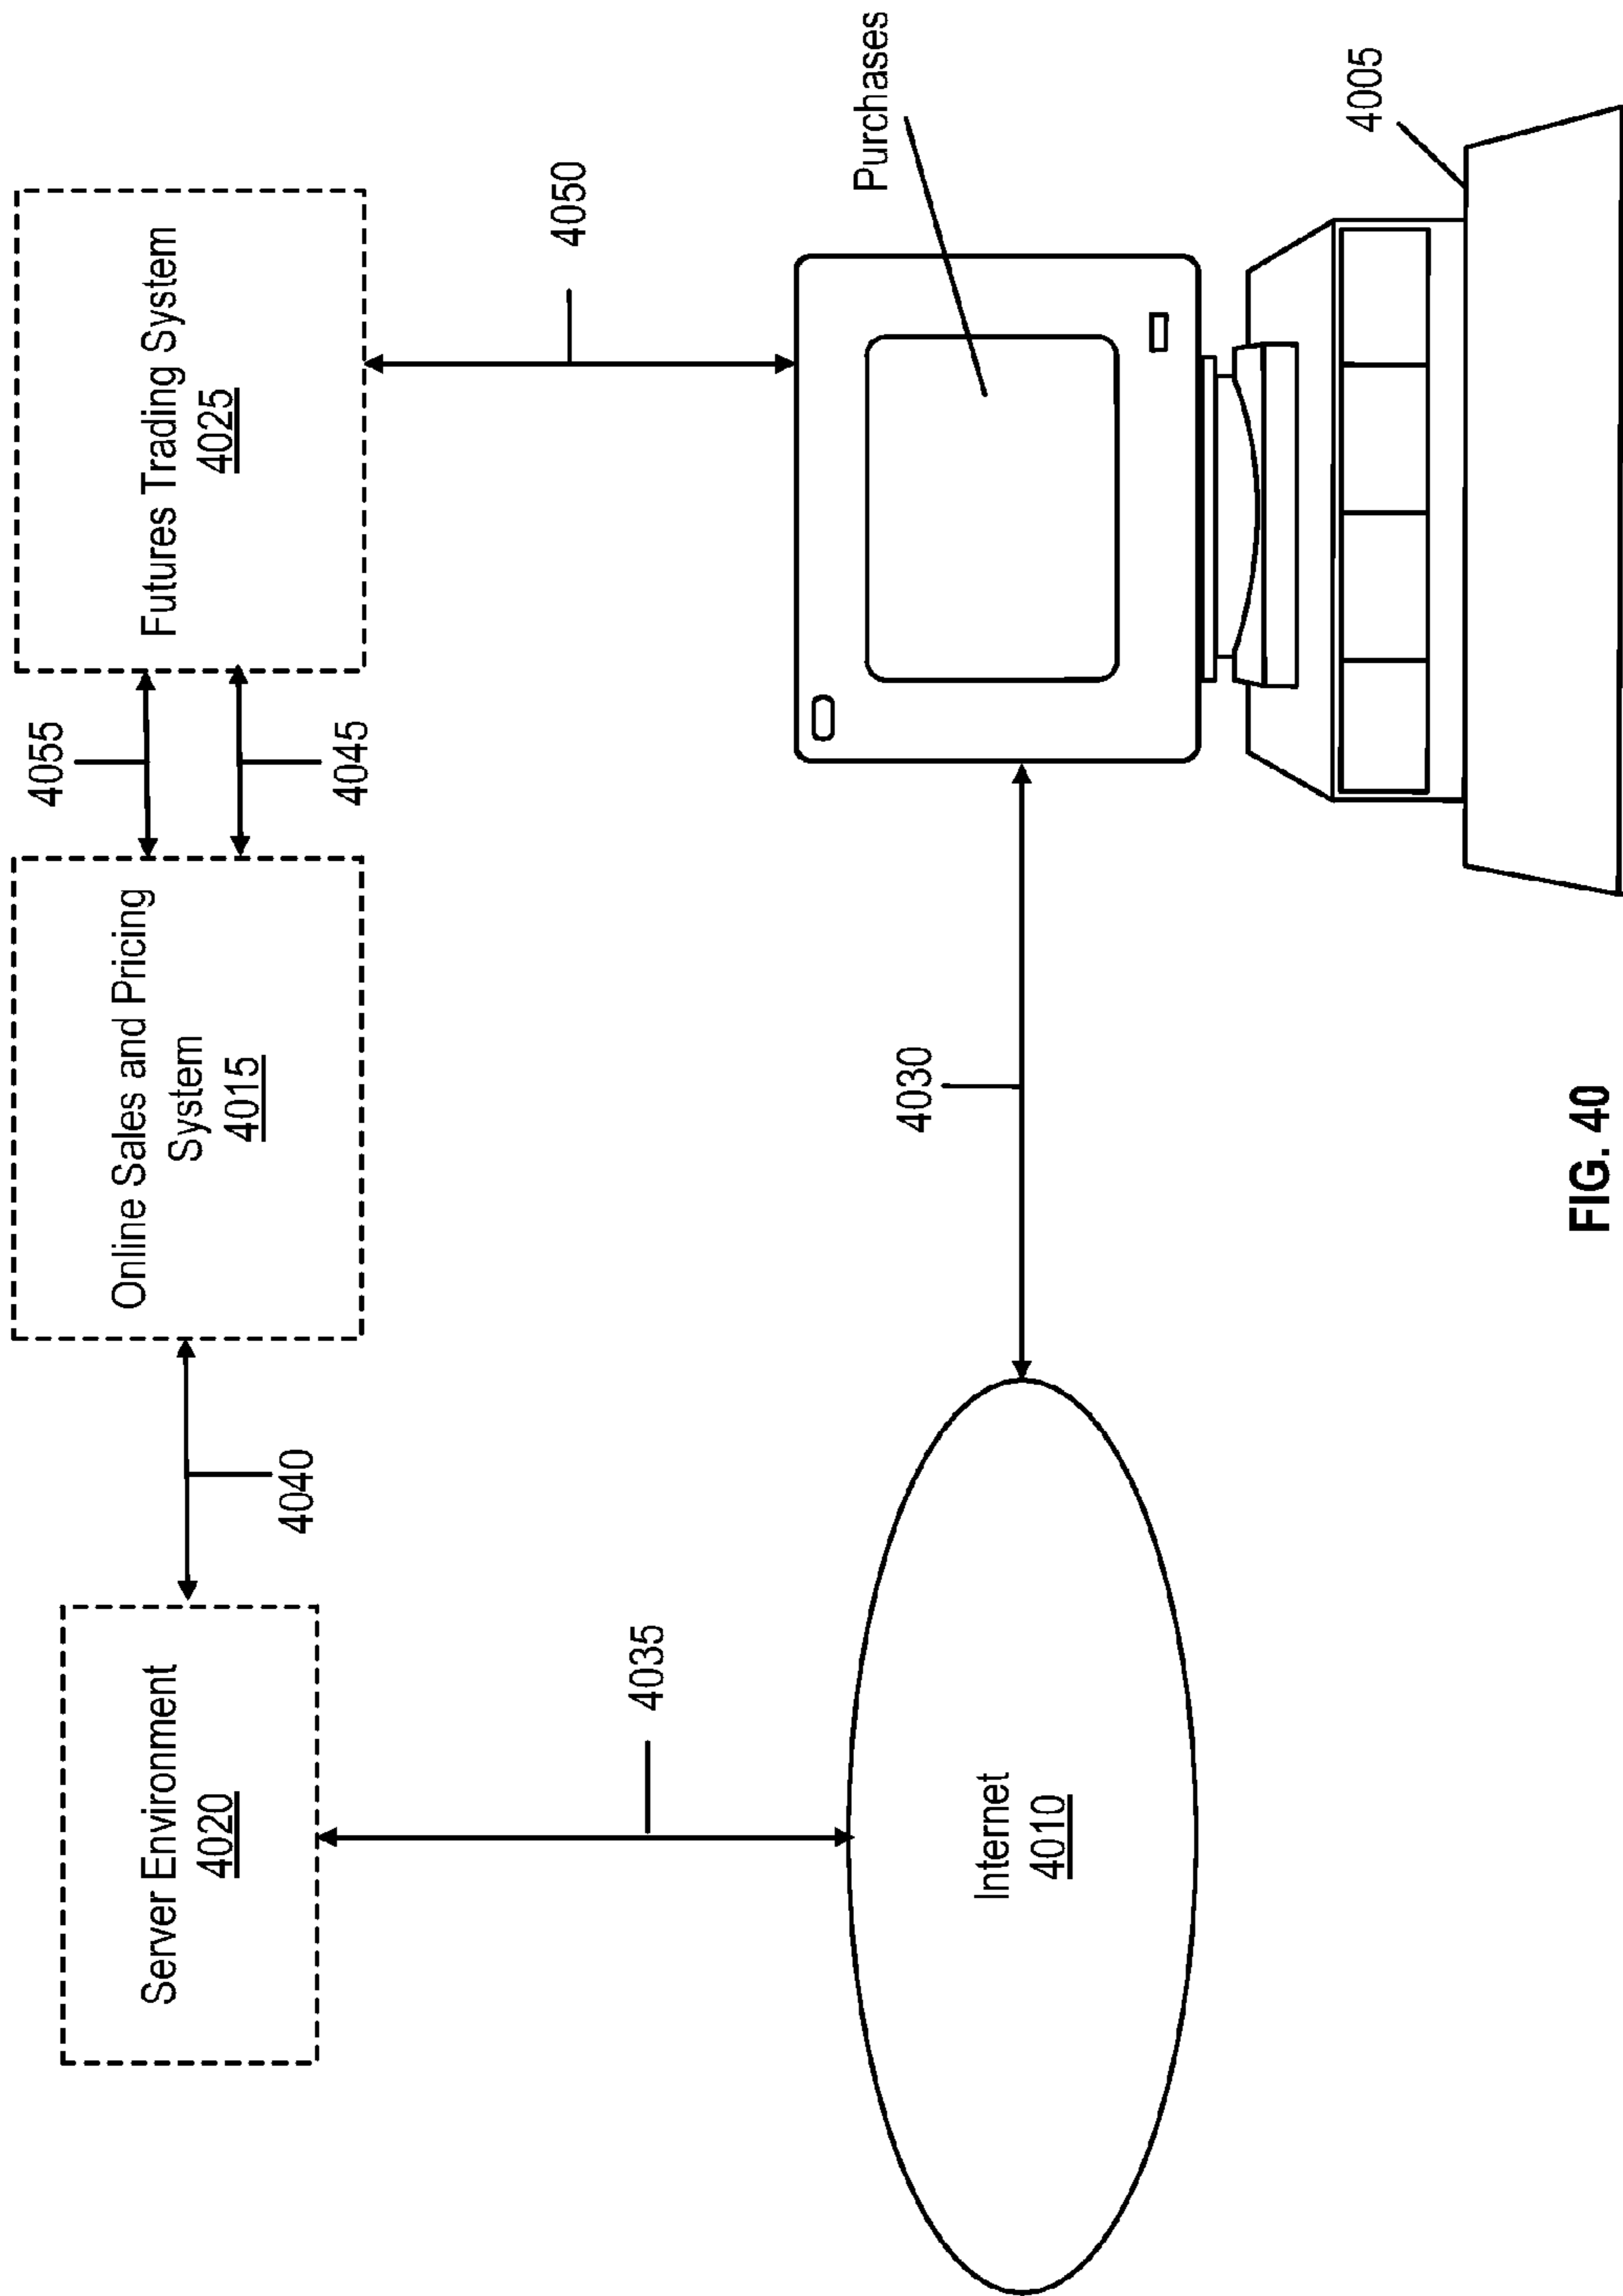 Server Environment
4020
4040
Online Sales and Pricing
System
4015
4055
4045
Futures Trading System
4025
4035
4050
Internet
4010
4030
Purchases
4005
FIG. 40